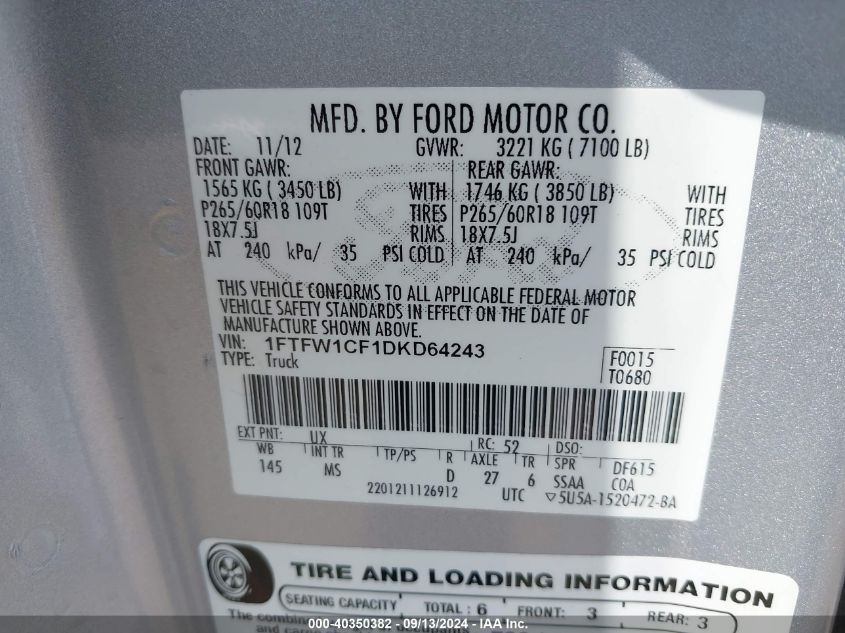 MFD. BY FORD MOTOR CO.
DATE: 11/12 GVWR: 3221 KG ( 7100 LB)
FRONT GAWR: REAR GAWR:
1565 KG ( 3450 LB) WITH 1746 KG ( 3850 LB) WITH
P265/60R18 109T TIRES P265/60R18 109T TIRES
18X7.5J RIMS 18X7.5J RIMS
AT 240 kPa/ 35 PSI COLD AT 240 kPa/ 35 PSI COLD
THIS VEHICLE CONFORMS TO ALL APPLICABLE FEDERAL MOTOR
VEHICLE SAFETY STANDARDS IN EFFECT ON THE DATE OF
MANUFACTURE SHOWN ABOVE.
VIN: 1FTFW1CF1DKD64243
TYPE: Truck
F0015
T0680
EXT PNT: UX RC: 52 DSO:
WB INT TR TP/PS R AXLE TR SPR DF615
145 MS D 27 6 SSAA COA
2201211126912 UTC ▽5U5A-1520472-BA
TIRE AND LOADING INFORMATION
SEATING CAPACITY TOTAL : 6 FRONT: 3 REAR: 3
The
and
000-40350382 - 09/13/2024 - IAA Inc.